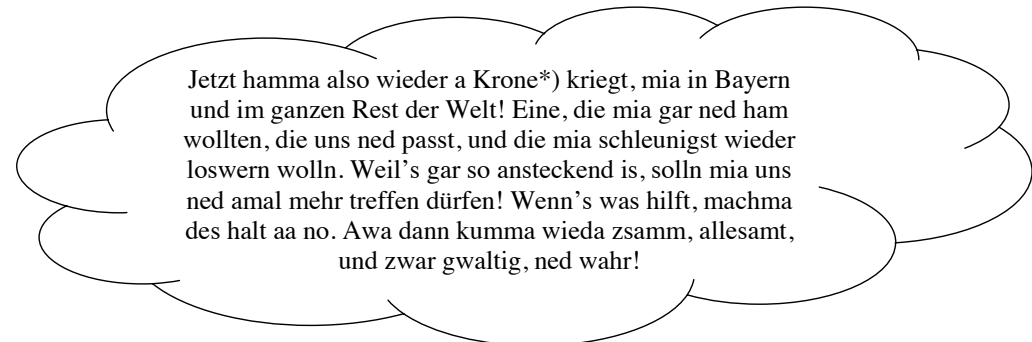 Jetzt hamma also wieder a Krone*) kriegt, mia in Bayern
und im ganzen Rest der Welt! Eine, die mia gar ned ham
wollten, die uns ned passt, und die mia schleunigst wieder
loswern wolln. Weil’s gar so ansteckend is, solln mia uns
ned amal mehr treffen dürfen! Wenn’s was hilft, machma
des halt aa no. Awa dann kumma wieda zsamm, allesamt,
und zwar gwaltig, ned wahr!